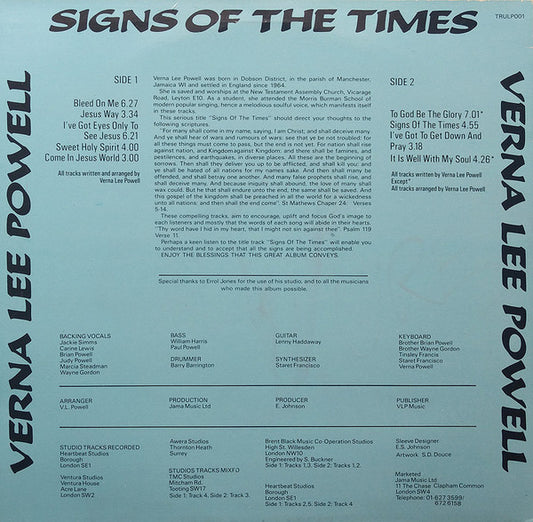 SIGNS OF THE TIMES
TRULP001
VERNA LEE POWELL
SIDE 1
Bleed On Me 6.27
Jesus Way 3.34
I've Got Eyes Only To
See Jesus 6.21
Sweet Holy Spirit 4.00
Come In Jesus World 3.00
All tracks written and arranged by
Verna Lee Powell
Verna Lee Powell was born in Dobson District, in the parish of Manchester,
Jamaica WI and settled in England since 1964.
She is saved and worships at the New Testament Assembly Church, Vicarage
Road, Leyton E10. As a student, she attended the Morris Burman School of
modern popular singing, hence a melodious soulful voice, which manifests itself
in these tracks.
This serious title "Signs Of The Times" should direct your thoughts to the
following scriptures.
"For many shall come in my name, saying, I am Christ; and shall deceive many.
And ye shall hear of wars and rumours of wars: see that ye be not troubled: for
all these things must come to pass, but the end is not yet. For nation shall rise
against nation, and Kingdom against Kingdom: and there shall be famines, and
pestilences, and earthquakes, in diverse places. All these are the beginning of
sorrows. Then shall they deliver you up to be afflicted, and shall kill you: and
ye shall be hated of all nations for my names sake. And then shall many be
offended, and shall betray one another. And many false prophets shall rise, and
shall deceive many. And because iniquity shall abound, the love of many shall
wax could. But he that shall endure unto the end, the same shall be saved. And
this gospel of the kingdom shall be preached in all the world for a wickedness
unto all nations: and then shall the end come". St Mathews Chaper 24: Verses
5-14.
These compelling tracks, aim to encourage, uplift and focus God's image to
each listeners and mostly that the words of each song will abide in their hearts.
"Thy word have I hid in my heart, that I might not sin against thee". Psalm 119
Verse 11.
Perhaps a keen listen to the title track "Signs Of The Times" will enable you
to understand and to accept that all the signs are being accomplished.
ENJOY THE BLESSINGS THAT THIS GREAT ALBUM CONVEYS.
Special thanks to Errol Jones for the use of his studio, and to all the musicians
who made this album possible.
SIDE 2
To God Be The Glory 7.01*
Signs Of The Times 4.55
I've Got To Get Down And
Pray 3.18
It Is Well With My Soul 4.26*
All tracks written by Verna Lee Powell
Except*
All tracks arranged by Verna Lee Powell
VERNA LEE POWELL
BACKING VOCALS
Jackie Simms
Carine Lewis
Brian Powell
Judy Powell
Marcia Steadman
Wayne Gordon
BASS
William Harris
Paul Powell
DRUMMER
Barry Barrington
GUITAR
Lenny Haddaway
SYNTHESIZER
Staret Francisco
KEYBOARD
Brother Brian Powell
Brother Wayne Gordon
Tinsley Francis
Staret Francisco
Verna Powell
ARRANGER
V.L. Powell
PRODUCTION
Jama Music Ltd
PRODUCER
E. Johnson
PUBLISHER
VLP Music
STUDIO TRACKS RECORDED
Heartbeat Studios
Borough
London SE1
Ventura Studios
Ventura House
Acre Lane
London SW2
Awera Studios
Thornton Heath
Surrey
STUDIOS TRACKS MIXED
TMC Studios
Mitcham Rd.
Tooting SW17
Side 1: Track 4, Side 2: Track 3.
Brent Black Music Co-Operation Studios
High St. Willesden
London NW10
Engineered by S. Buckner
Side 1: Tracks 1,3. Side 2: Tracks 1,2.
Heartbeat Studios
Borough
London SE1
Side 1: Tracks 2,5. Side 2: Track 4
Sleeve Designer
E.S. Johnson
Artwork S.D. Douce
Marketed
Jama Music Ltd
11 The Chase Clapham Common
London SW4
Telephone: 01-627 3599/
672 6158